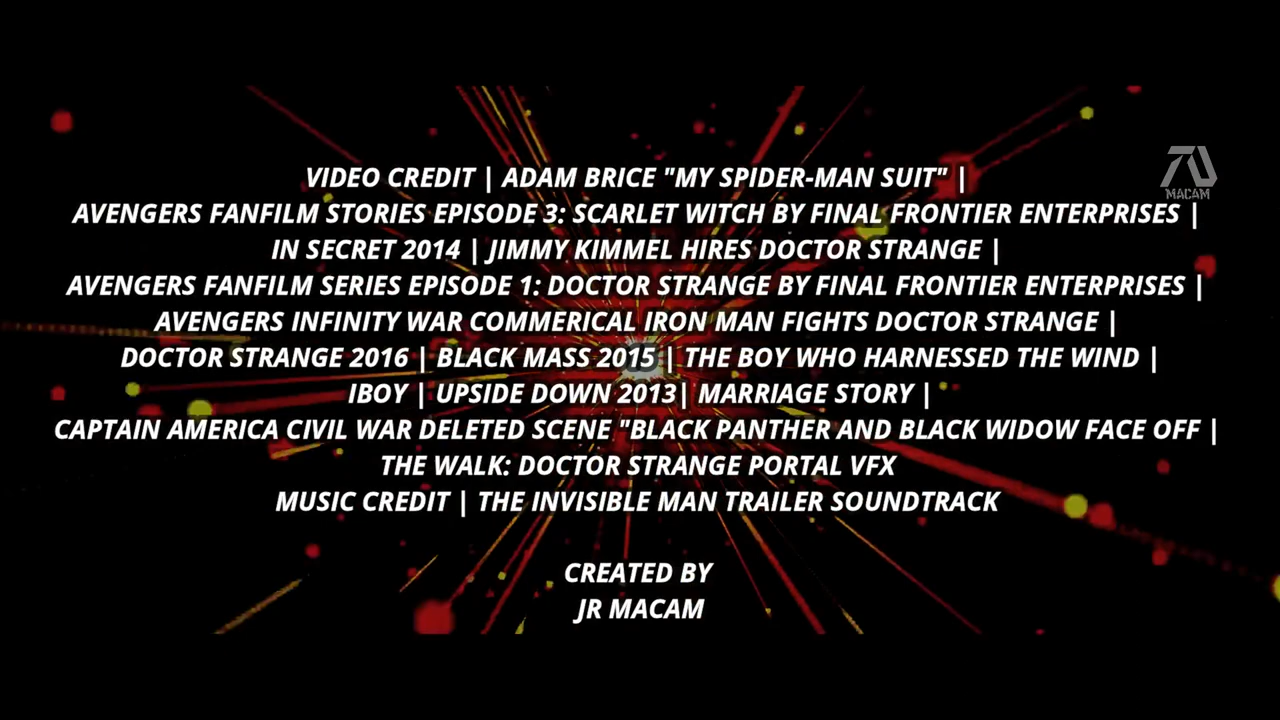 VIDEO CREDIT | ADAM BRICE "MY SPIDER-MAN SUIT" |
AVENGERS FANFILM STORIES EPISODE 3: SCARLET WITCH BY FINAL FRONTIER ENTERPRISES |
IN SECRET 2014 | JIMMY KIMMEL HIRES DOCTOR STRANGE |
AVENGERS FANFILM SERIES EPISODE 1: DOCTOR STRANGE BY FINAL FRONTIER ENTERPRISES |
AVENGERS INFINITY WAR COMMERICAL IRON MAN FIGHTS DOCTOR STRANGE |
DOCTOR STRANGE 2016 | BLACK MASS 2015 | THE BOY WHO HARNESSED THE WIND |
IBOY | UPSIDE DOWN 2013| MARRIAGE STORY |
CAPTAIN AMERICA CIVIL WAR DELETED SCENE "BLACK PANTHER AND BLACK WIDOW FACE OFF |
THE WALK: DOCTOR STRANGE PORTAL VFX
MUSIC CREDIT | THE INVISIBLE MAN TRAILER SOUNDTRACK
CREATED BY
JR MACAM
MACAM